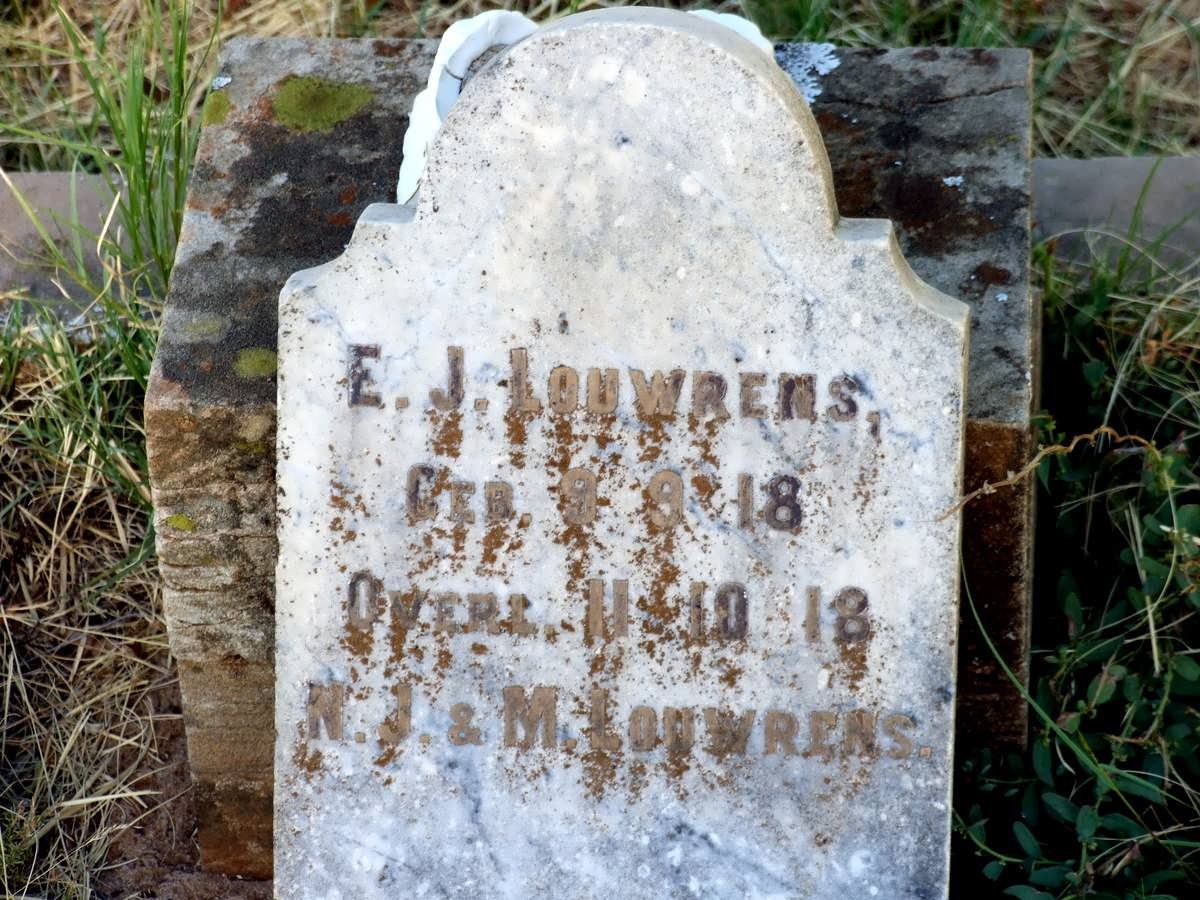 E. J. LOUWRENS,
GEB. 9 9 18
OVERL. 11 10 18
N. J. & M. LOUWRENS.